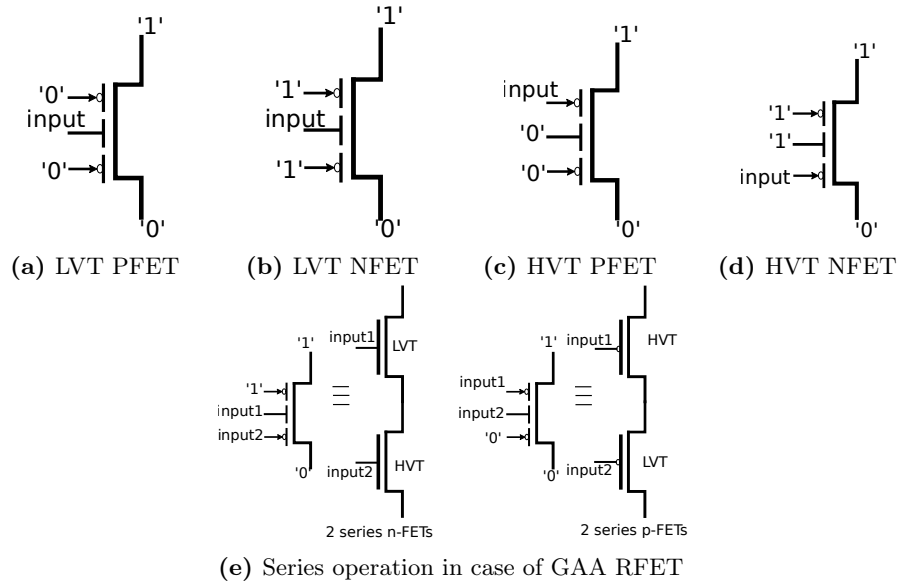 '1'
'0'
input
'0'
'0'
(a) LVT PFET
'1'
'1'
input
'1'
'0'
(b) LVT NFET
'1'
input
'0'
'0'
'0'
(c) HVT PFET
'1'
'1'
'1'
input
'0'
(d) HVT NFET
'1'
'1'
input1
input2
'0'
input1
LVT
input2
HVT
2 series n-FETs
'1'
input1
input2
'0'
'0'
input1
HVT
input2
LVT
2 series p-FETs
(e) Series operation in case of GAA RFET